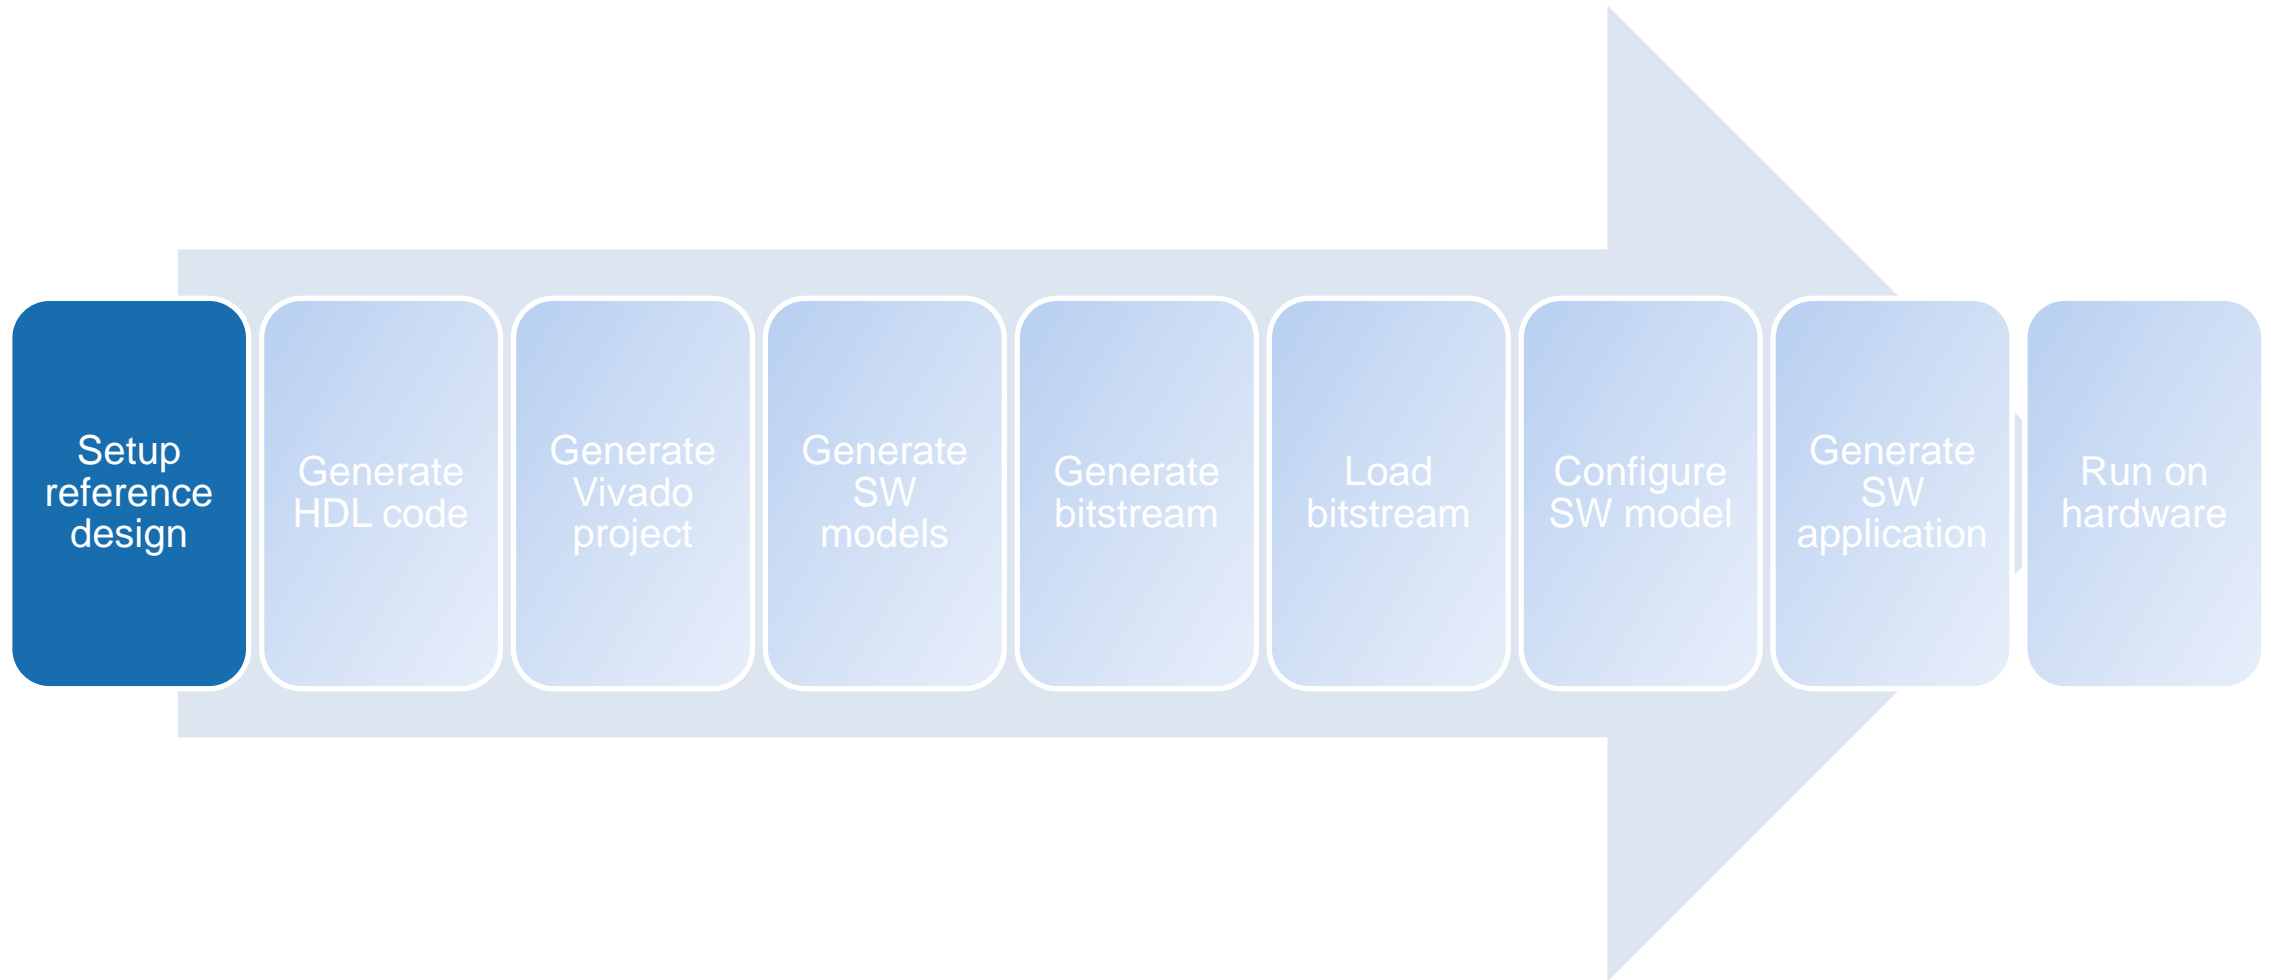 Setup
reference
design
Generate
HDL code
Generate
Vivado
project
Generate
SW
models
Generate
bitstream
Load
bitstream
Configure
SW model
Generate
SW
application
Run on
hardware